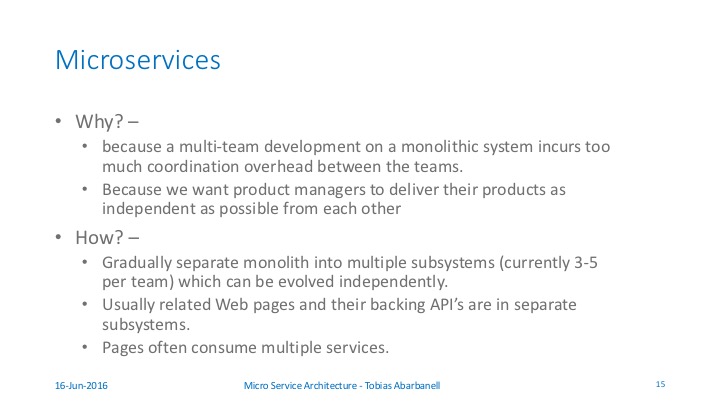 Microservices
• Why? –
• because a multi-team development on a monolithic system incurs too
much coordination overhead between the teams.
• Because we want product managers to deliver their products as
independent as possible from each other
• How? –
• Gradually separate monolith into multiple subsystems (currently 3-5
per team) which can be evolved independently.
• Usually related Web pages and their backing API's are in separate
subsystems.
• Pages often consume multiple services.
16-Jun-2016 Micro Service Architecture - Tobias Abarbanell 15